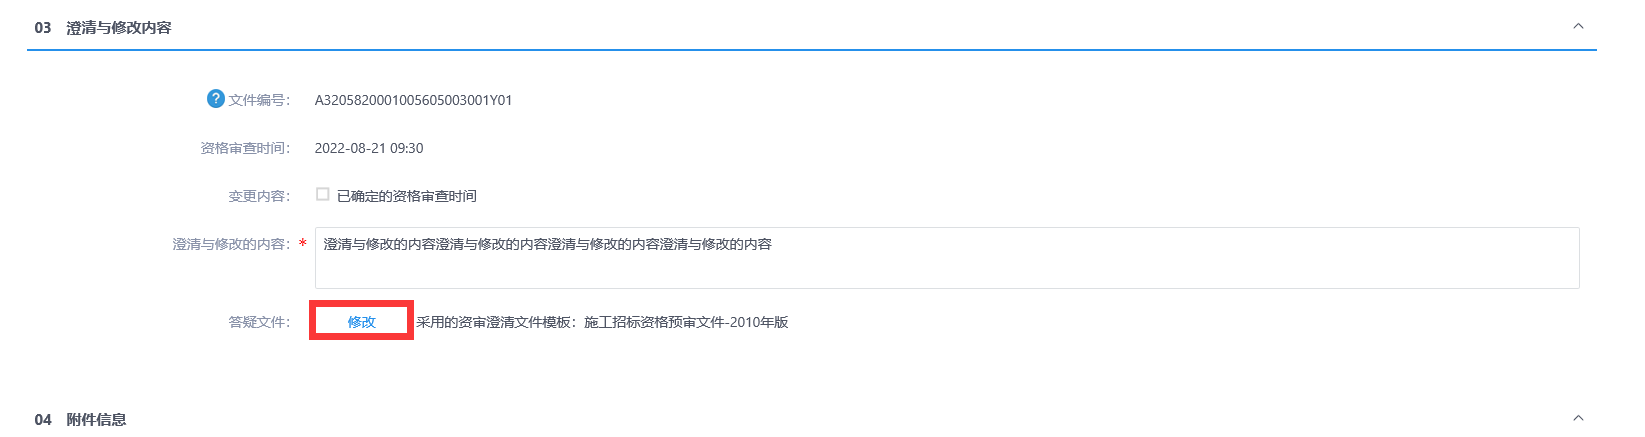 03 澄清与修改内容
? 文件编号： A3205820001005605003001Y01
资格审查时间： 2022-08-21 09:30
变更内容： 已确定的资格审查时间
澄清与修改的内容：* 澄清与修改的内容澄清与修改的内容澄清与修改的内容澄清与修改的内容
答疑文件： 修改 采用的资审澄清文件模板：施工招标资格预审文件-2010年版
04 附件信息